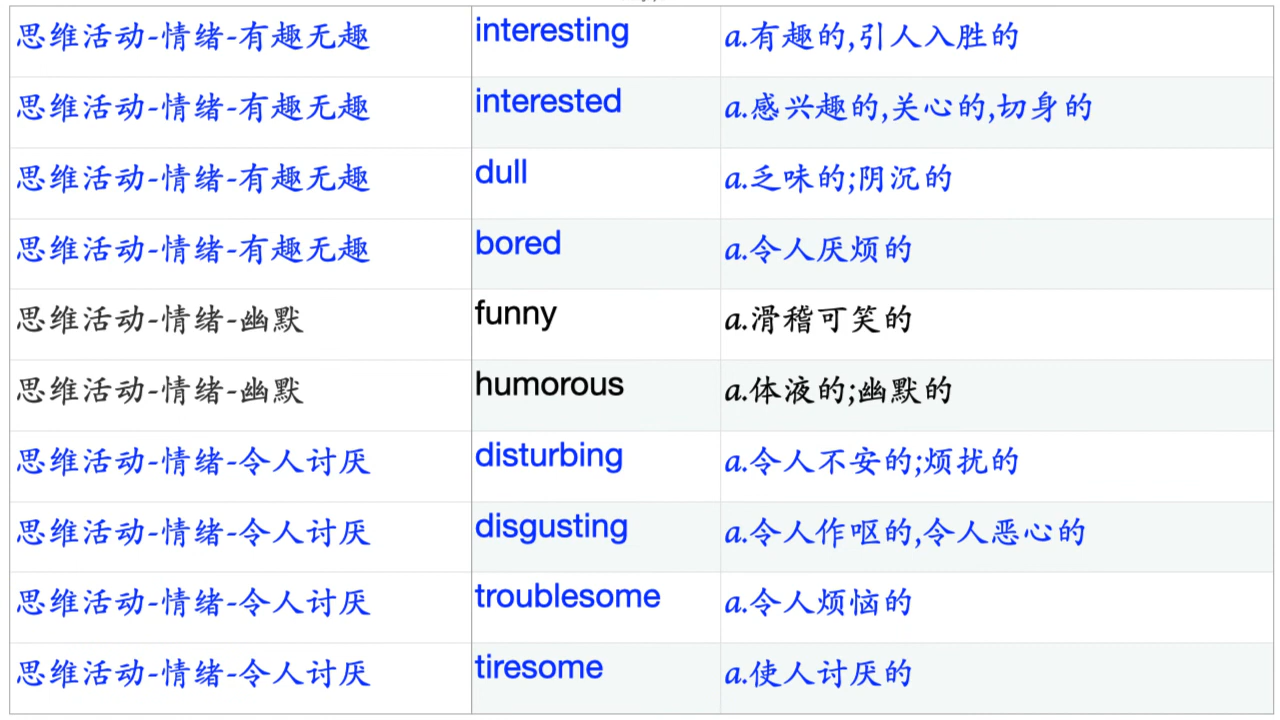 思维活动-情绪-有趣无趣 interesting a.有趣的,引人入胜的
思维活动-情绪-有趣无趣 interested a.感兴趣的,关心的,切身的
思维活动-情绪-有趣无趣 dull a.乏味的;阴沉的
思维活动-情绪-有趣无趣 bored a.令人厌烦的
思维活动-情绪-幽默 funny a.滑稽可笑的
思维活动-情绪-幽默 humorous a.体液的;幽默的
思维活动-情绪-令人讨厌 disturbing a.令人不安的;烦扰的
思维活动-情绪-令人讨厌 disgusting a.令人作呕的,令人恶心的
思维活动-情绪-令人讨厌 troublesome a.令人烦恼的
思维活动-情绪-令人讨厌 tiresome a.使人讨厌的